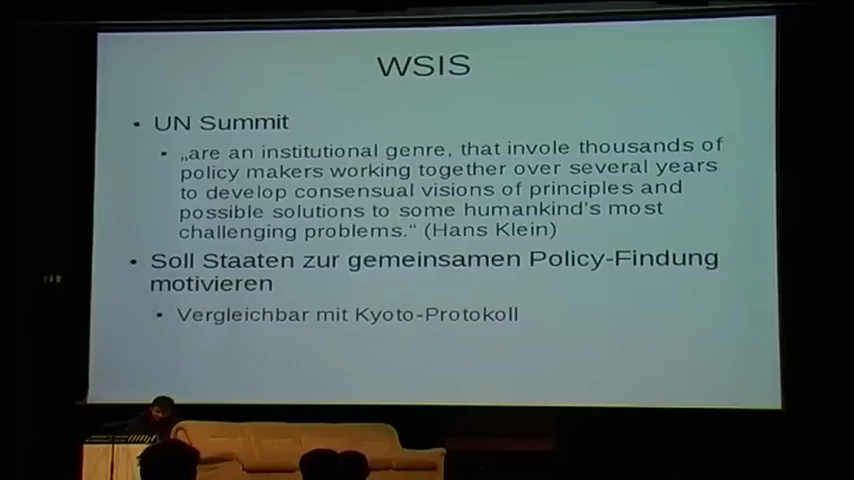 WSIS
• UN Summit
• „are an institutional genre, that invole thousands of
policy makers working together over several years
to develop consensual visions of principles and
possible solutions to some humankind's most
challenging problems.“ (Hans Klein)
• Soll Staaten zur gemeinsamen Policy-Findung
motivieren
• Vergleichbar mit Kyoto-Protokoll